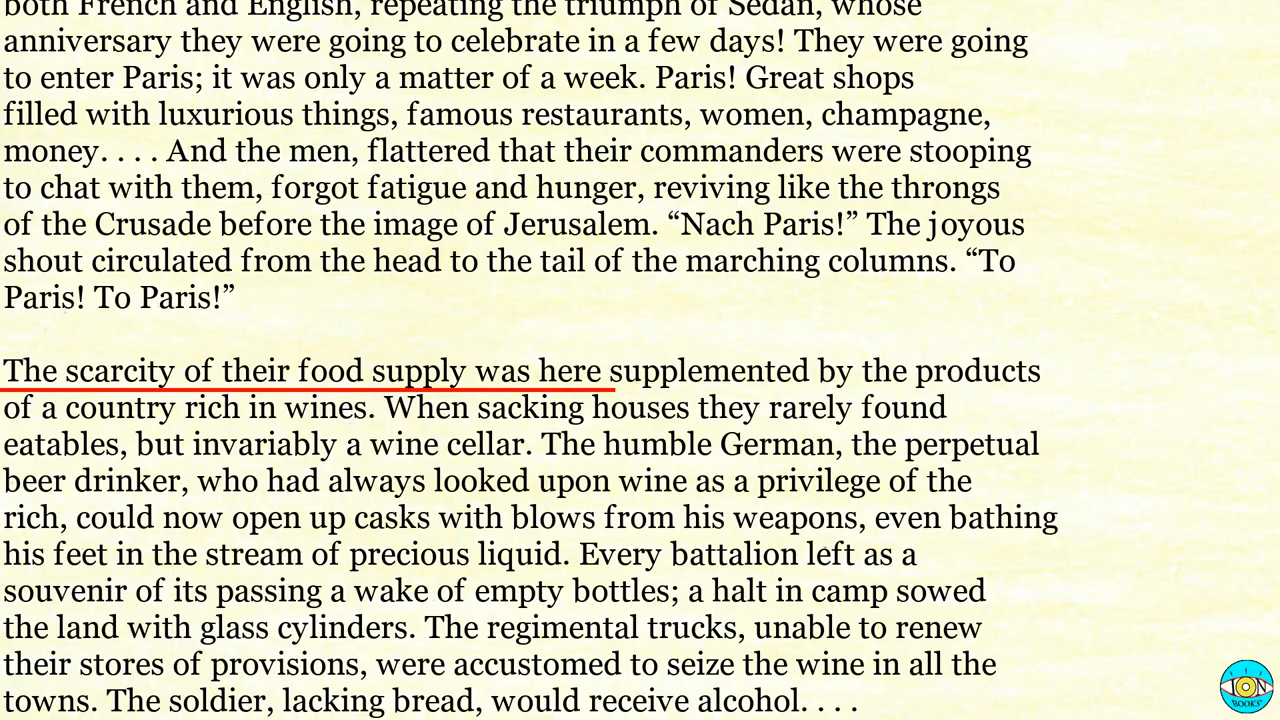 both French and English, repeating the triumph of Sedan, whose
anniversary they were going to celebrate in a few days! They were going
to enter Paris; it was only a matter of a week. Paris! Great shops
filled with luxurious things, famous restaurants, women, champagne,
money. . . . And the men, flattered that their commanders were stooping
to chat with them, forgot fatigue and hunger, reviving like the throngs
of the Crusade before the image of Jerusalem. “Nach Paris!” The joyous
shout circulated from the head to the tail of the marching columns. “To
Paris! To Paris!”
The scarcity of their food supply was here supplemented by the products
of a country rich in wines. When sacking houses they rarely found
eatables, but invariably a wine cellar. The humble German, the perpetual
beer drinker, who had always looked upon wine as a privilege of the
rich, could now open up casks with blows from his weapons, even bathing
his feet in the stream of precious liquid. Every battalion left as a
souvenir of its passing a wake of empty bottles; a halt in camp sowed
the land with glass cylinders. The regimental trucks, unable to renew
their stores of provisions, were accustomed to seize the wine in all the
towns. The soldier, lacking bread, would receive alcohol. . . .
ION
BOOKS